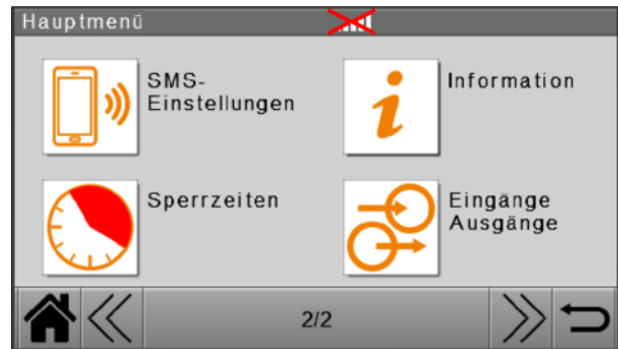 Hauptmenü
SMS-
Einstellungen
Information
Sperrzeiten
Eingänge
Ausgänge
2/2